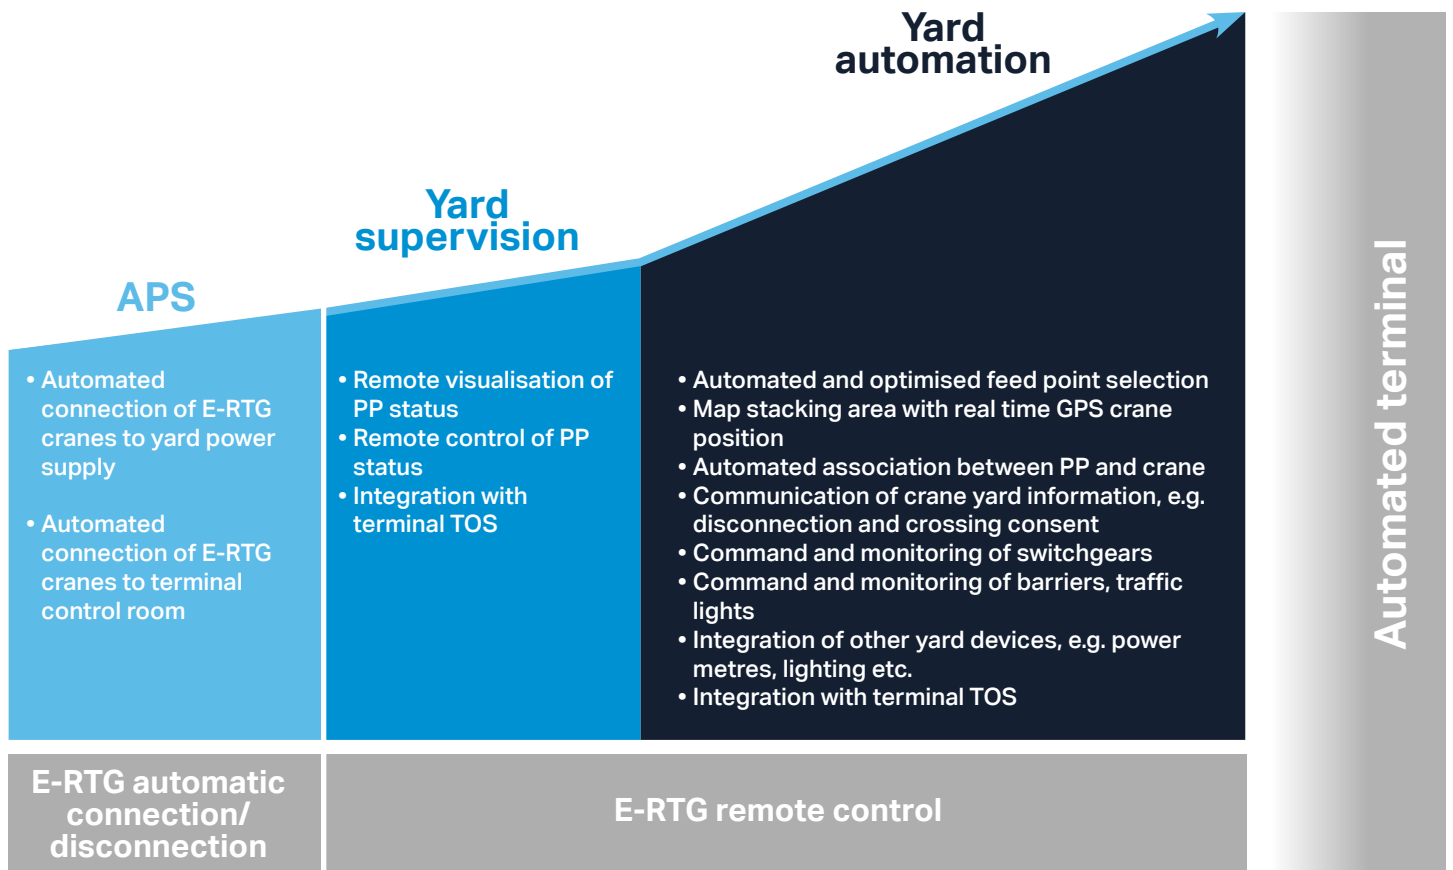 Yard
automation
Yard
supervision
APS
• Automated
connection of E-RTG
cranes to yard power
supply
• Automated
connection of E-RTG
cranes to terminal
control room
• Remote visualisation of
PP status
• Remote control of PP
status
• Integration with
terminal TOS
• Automated and optimised feed point selection
• Map stacking area with real time GPS crane
position
• Automated association between PP and crane
• Communication of crane yard information, e.g.
disconnection and crossing consent
• Command and monitoring of switchgears
• Command and monitoring of barriers, traffic
lights
• Integration of other yard devices, e.g. power
metres, lighting etc.
• Integration with terminal TOS
Automated terminal
E-RTG automatic
connection/
disconnection
E-RTG remote control